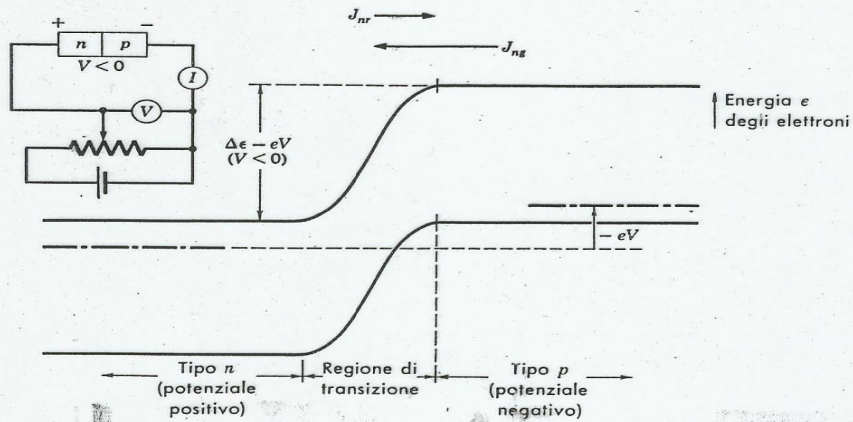 J_nr
J_ng
+ −
n p
V < 0
I
V
Δϵ − eV
(V < 0)
Energia ϵ
degli elettroni
− eV
Tipo n
(potenziale
positivo)
Regione di
transizione
Tipo p
(potenziale
negativo)